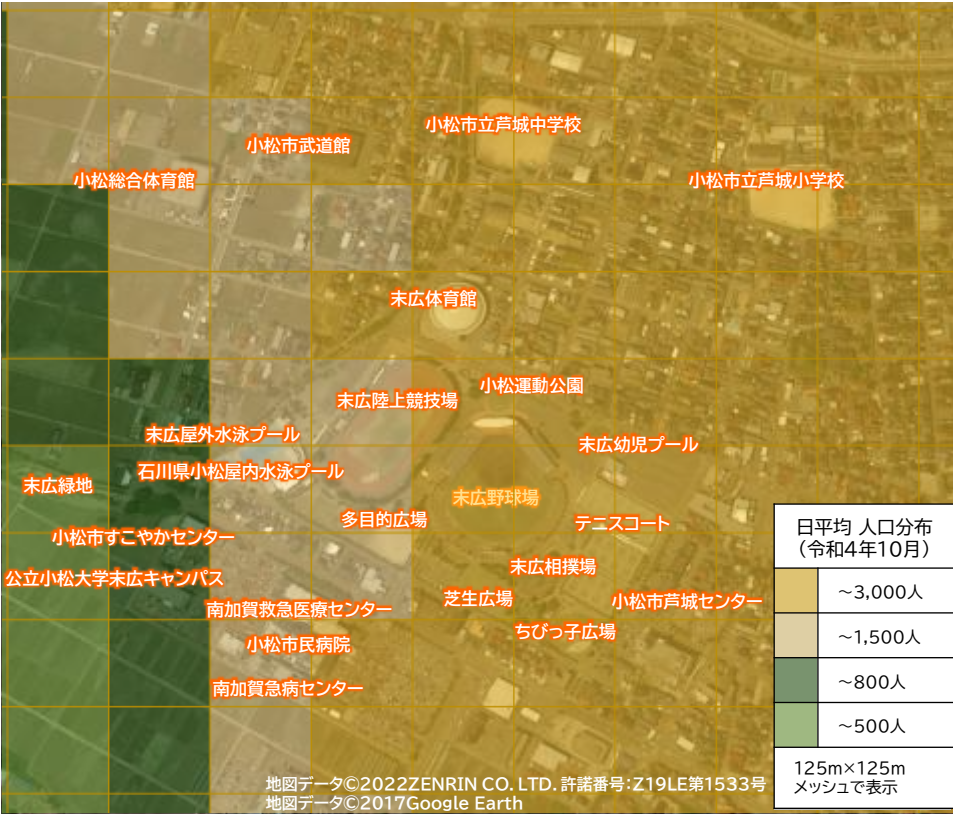 小松市立芦城中学校
小松市武道館
小松総合体育館
小松市立芦城小学校
末広体育館
小松運動公園
末広陸上競技場
末広屋外水泳プール
末広幼児プール
石川県小松屋内水泳プール
末広緑地
末広野球場
多目的広場
テニスコート
小松市すこやかセンター
末広相撲場
公立小松大学末広キャンパス
芝生広場
小松市芦城センター
南加賀救急医療センター
ちびっ子広場
小松市民病院
南加賀急病センター
日平均 人口分布
（令和4年10月）
～3,000人
～1,500人
～800人
～500人
125m×125m
メッシュで表示
地図データ©2022ZENRIN CO. LTD. 許諾番号：Z19LE第1533号
地図データ©2017Google Earth